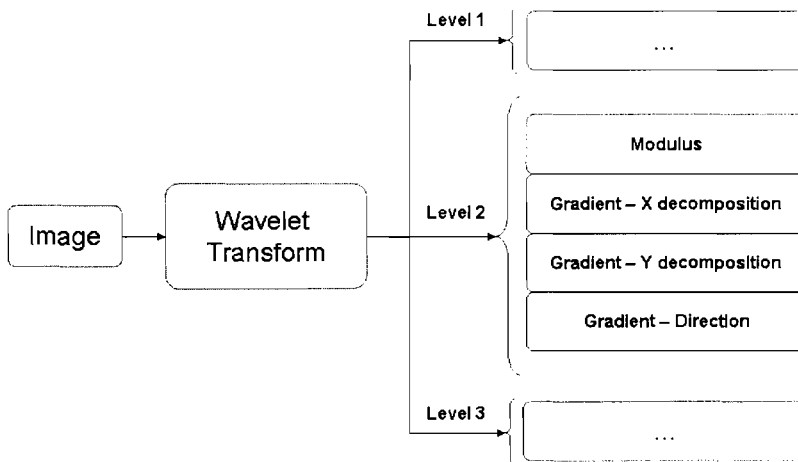 Level 1
...
Modulus
Gradient – X decomposition
Level 2
Image
Wavelet
Transform
Gradient – Y decomposition
Gradient – Direction
Level 3
...